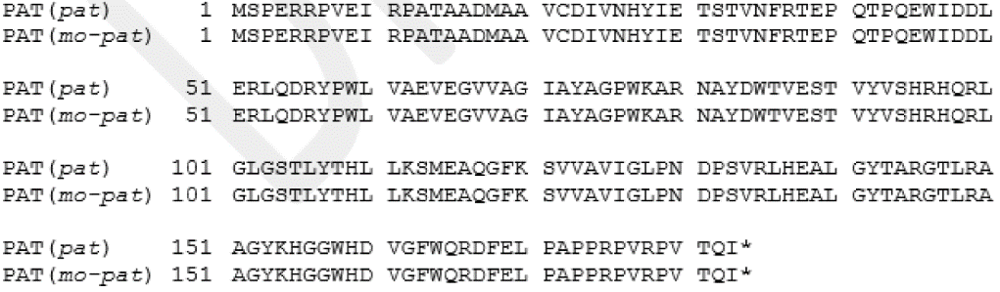 PAT(pat) 1 MSPERRPVEI RPATAADMAA VCDIVNHYIE TSTVNFRTEP QTPQEWIDDL
PAT(mo-pat) 1 MSPERRPVEI RPATAADMAA VCDIVNHYIE TSTVNFRTEP QTPQEWIDDL
PAT(pat) 51 ERLQDRYPWL VAEVEGVVAG IAYAGPWKAR NAYDWTVEST VYVSHRHQRL
PAT(mo-pat) 51 ERLQDRYPWL VAEVEGVVAG IAYAGPWKAR NAYDWTVEST VYVSHRHQRL
PAT(pat) 101 GLGSTLYTHL LKSMEAQGFK SVVAVIGLPN DPSVRLHEAL GYTARGTLRA
PAT(mo-pat) 101 GLGSTLYTHL LKSMEAQGFK SVVAVIGLPN DPSVRLHEAL GYTARGTLRA
PAT(pat) 151 AGYKHGGWHD VGFWQRDFEL PAPPRPVRPV TQI*
PAT(mo-pat) 151 AGYKHGGWHD VGFWQRDFEL PAPPRPVRPV TQI*